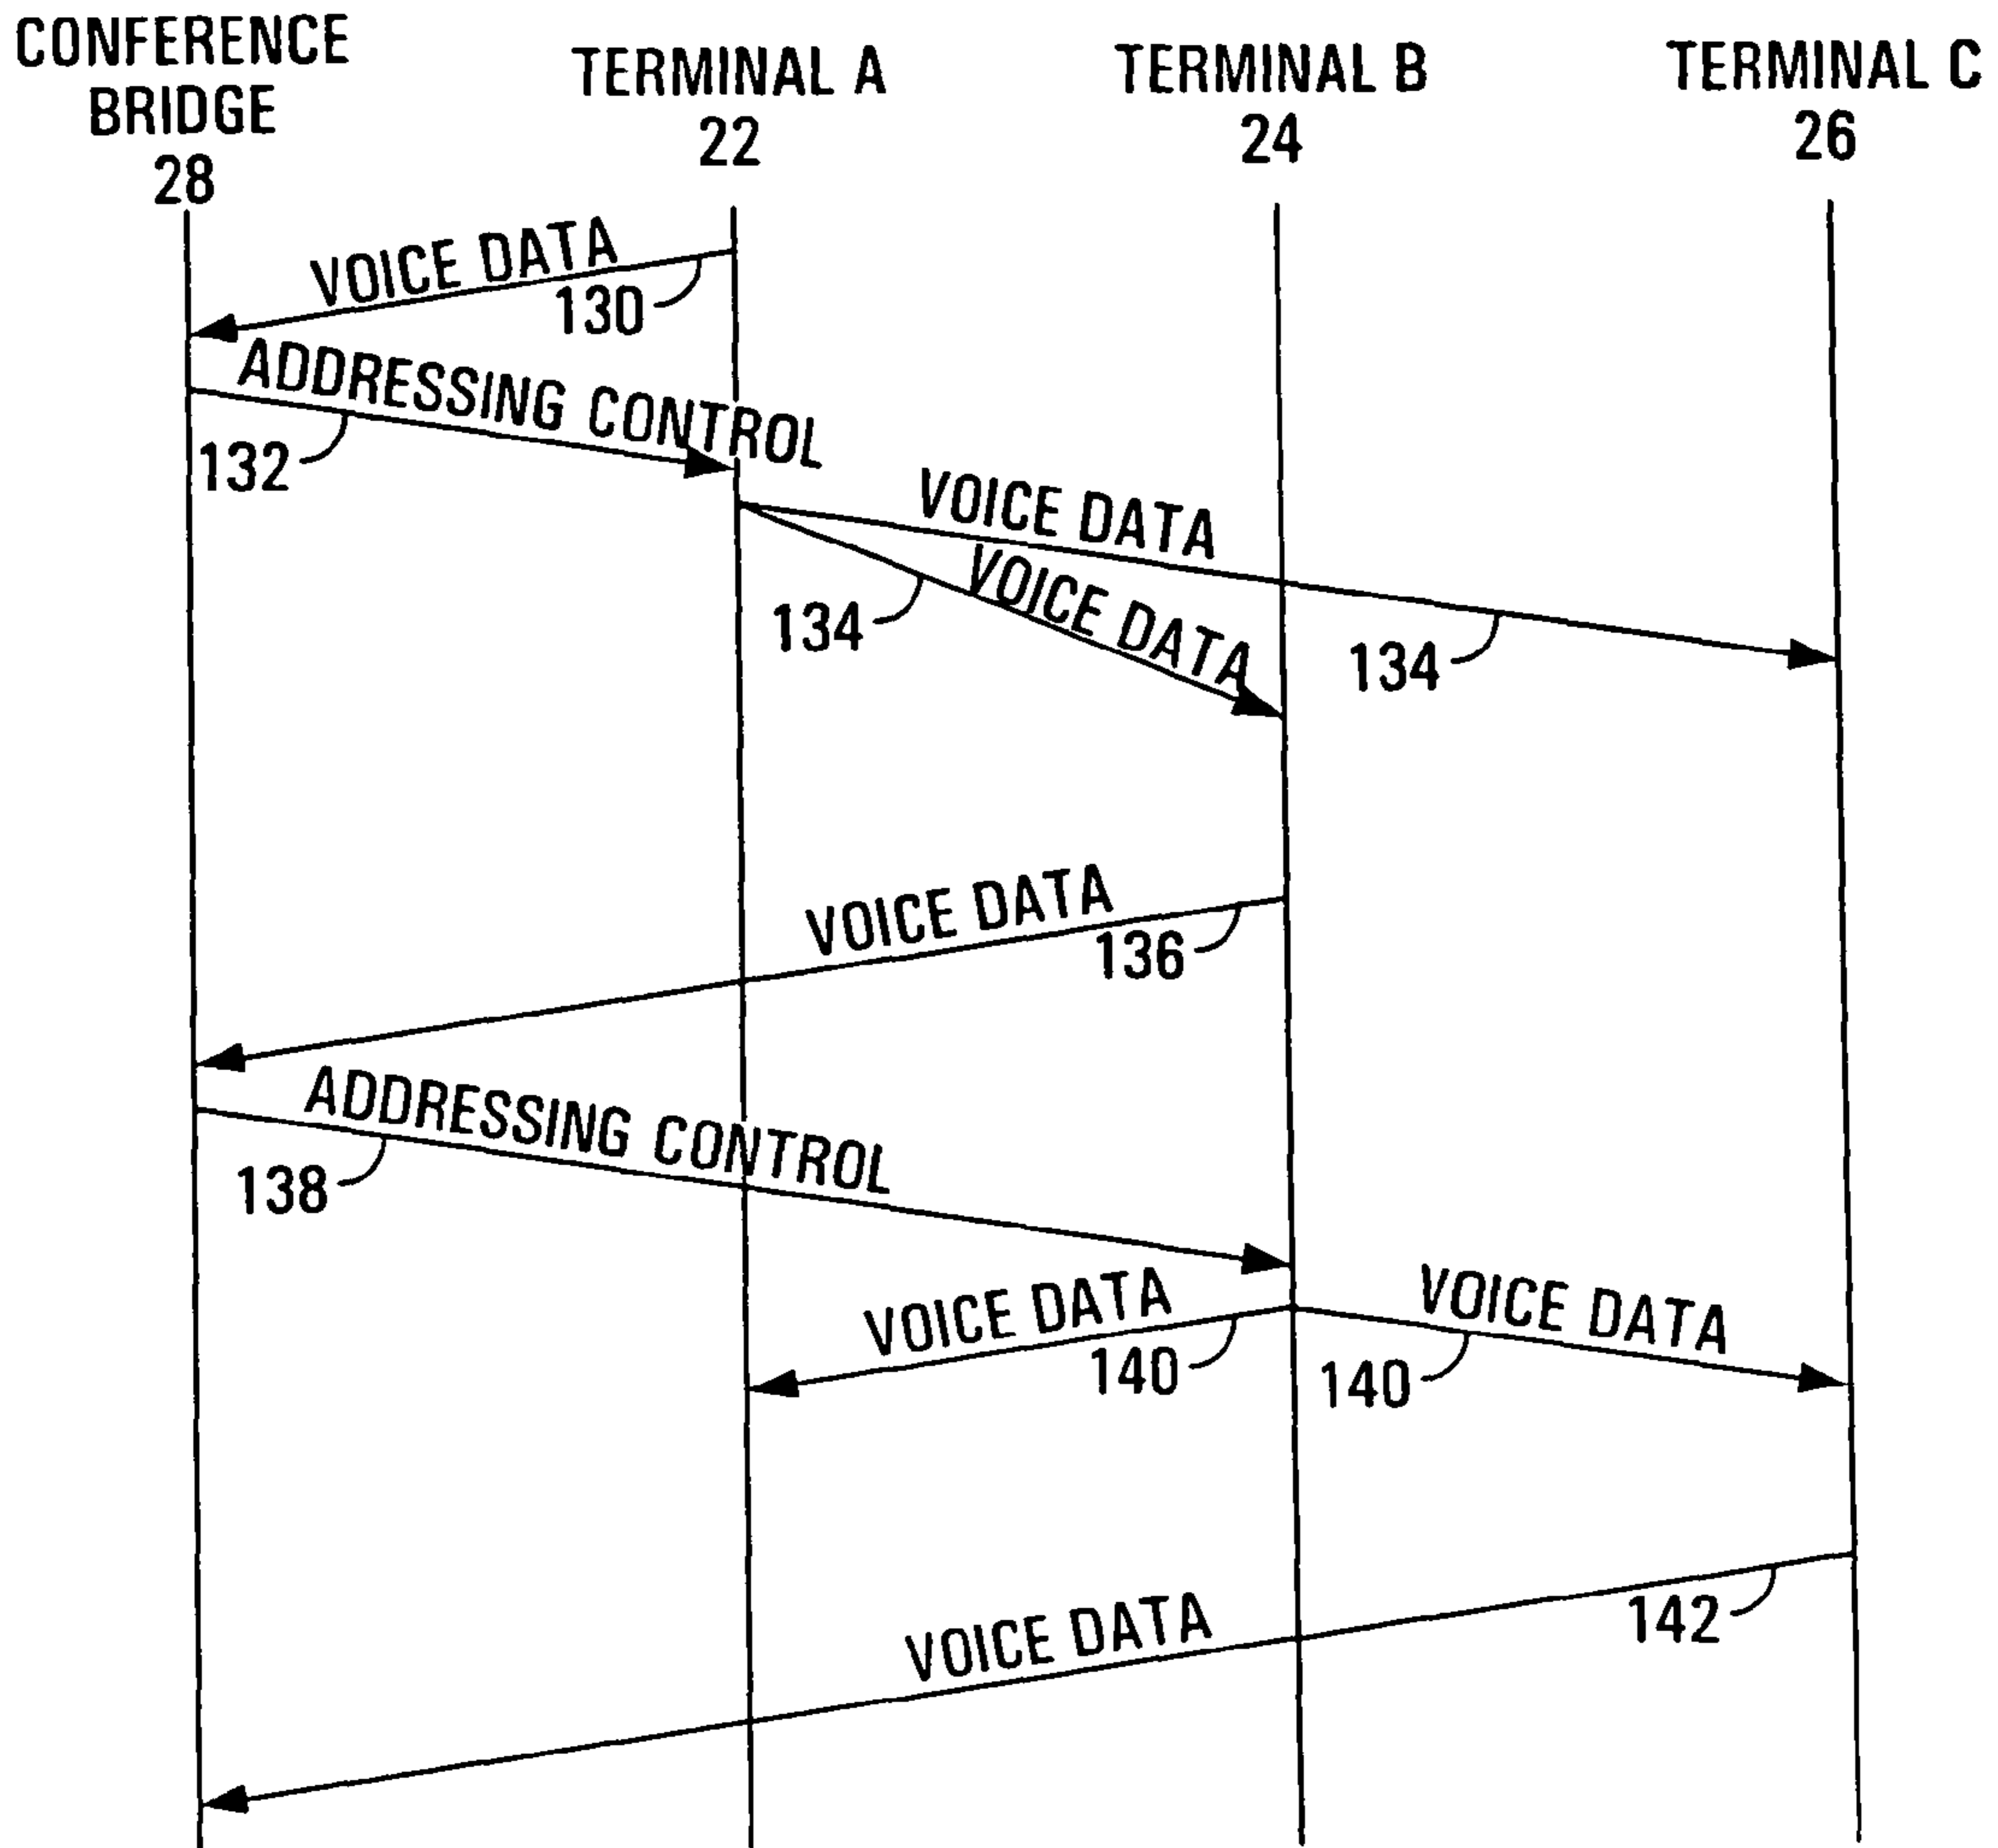 CONFERENCE
BRIDGE
28
TERMINAL A
22
TERMINAL B
24
TERMINAL C
26
VOICE DATA
130
ADDRESSING CONTROL
132
VOICE DATA
134
VOICE DATA
134
VOICE DATA
136
ADDRESSING CONTROL
138
VOICE DATA
140
VOICE DATA
140
VOICE DATA
142